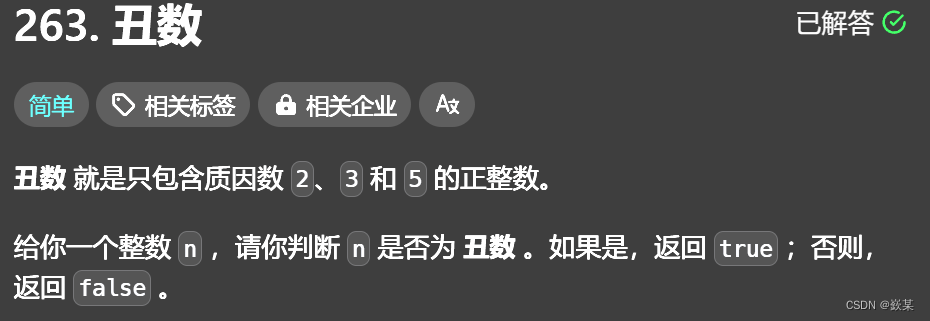 263. 丑数
已解答
简单 相关标签 相关企业
丑数 就是只包含质因数 2、3 和 5 的正整数。
给你一个整数 n ，请你判断 n 是否为 丑数 。如果是，返回 true ；否则，
返回 false 。
CSDN @嵌某